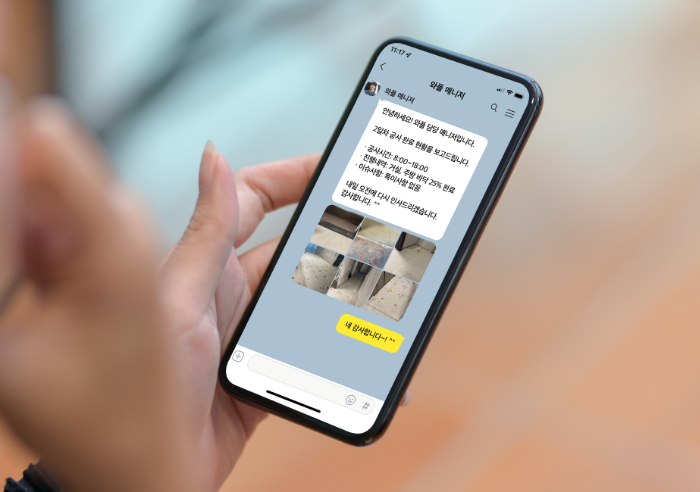 11:17
와플 매니저
와플 매니저
안녕하세요! 와플 담당 매니저입니다.
2일차 공사 완료 현황을 보고드립니다.
· 공사시간: 8:00~18:00
· 진행내역: 거실, 주방 바닥 25% 완료
· 이슈사항: 특이사항 없음
내일 오전에 다시 인사드리겠습니다.
감사합니다. ^^
네 감사합니다~! ^^
#